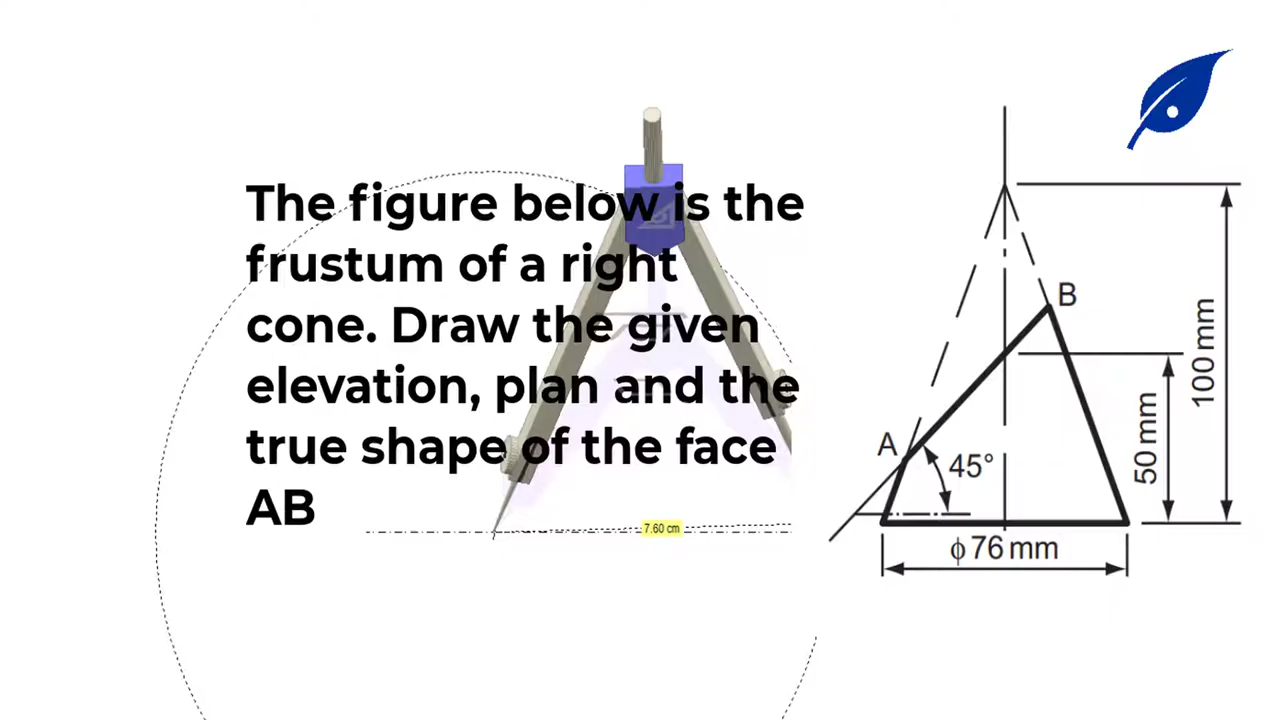 The figure below is the
frustum of a right
cone. Draw the given
elevation, plan and the
true shape of the face
AB
7.60 cm
B
A
45°
50 mm
100 mm
ϕ 76 mm